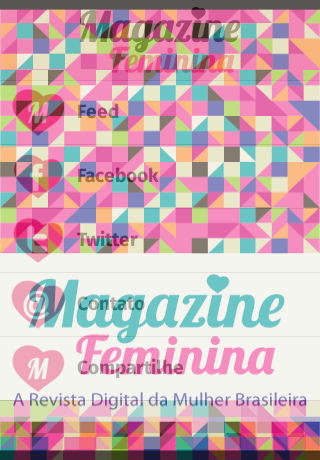 Magazine
Feminina
M
Feed
f
Facebook
Twitter
@
Contato
Magazine
Feminina
M
Compartilhe
A Revista Digital da Mulher Brasileira